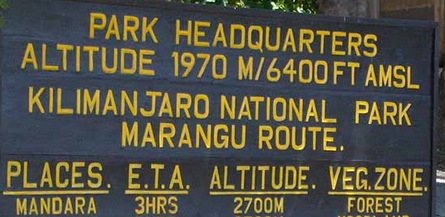 PARK HEADQUARTERS
ALTITUDE 1970 M/6400 FT AMSL
KILIMANJARO NATIONAL PARK
MARANGU ROUTE.
PLACES. E.T.A. ALTITUDE. VEG.ZONE.
MANDARA 3HRS 2700M FOREST